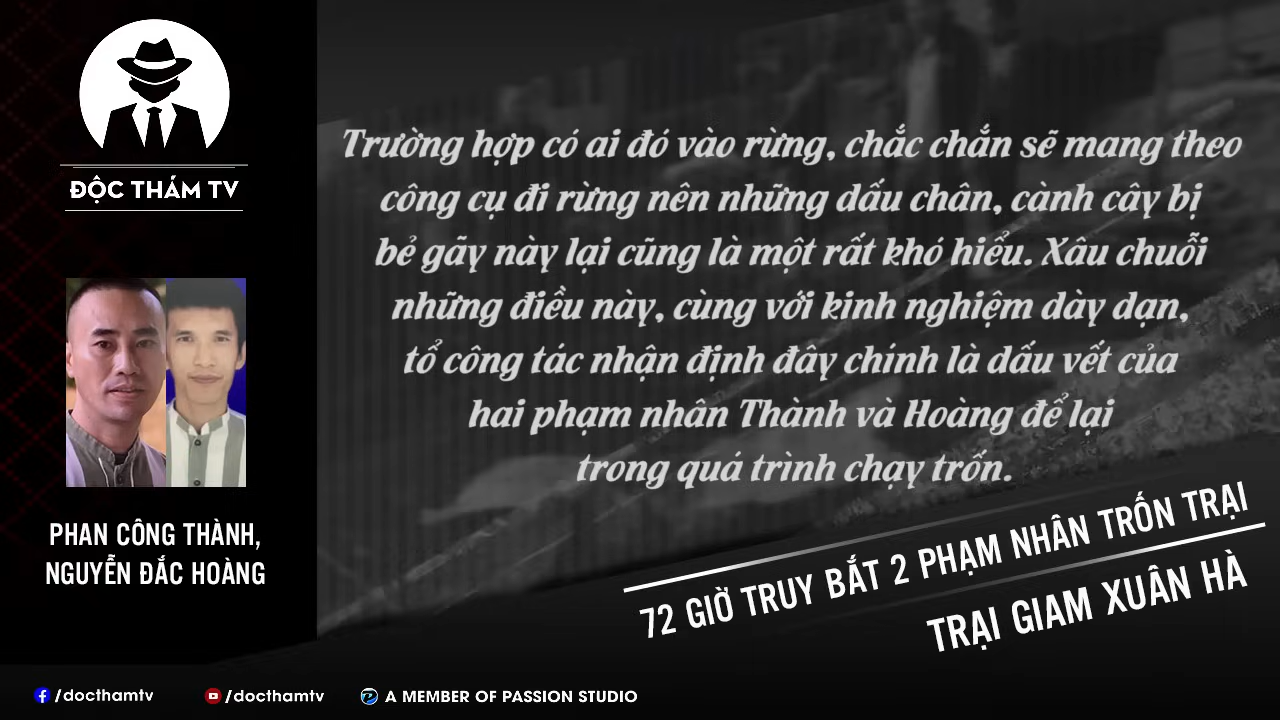 ĐỘC THÁM TV
PHAN CÔNG THÀNH,
NGUYỄN ĐẮC HOÀNG
Trường hợp có ai đó vào rừng, chắc chắn sẽ mang theo
công cụ đi rừng nên những dấu chân, cành cây bị
bẻ gãy này lại cũng là một rất khó hiểu. Xâu chuỗi
những điều này, cùng với kinh nghiệm dày dạn,
tổ công tác nhận định đây chính là dấu vết của
hai phạm nhân Thành và Hoàng để lại
trong quá trình chạy trốn.
72 GIỜ TRUY BẮT 2 PHẠM NHÂN TRỐN TRẠI
TRẠI GIAM XUÂN HÀ
/docthamtv
/docthamtv
A MEMBER OF PASSION STUDIO